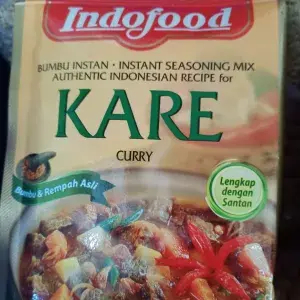 Indofood
BUMBU INSTAN • INSTANT SEASONING MIX
AUTHENTIC INDONESIAN RECIPE for
KARE
CURRY
Bumbu & Rempah Asli
Lengkap
dengan
Santan